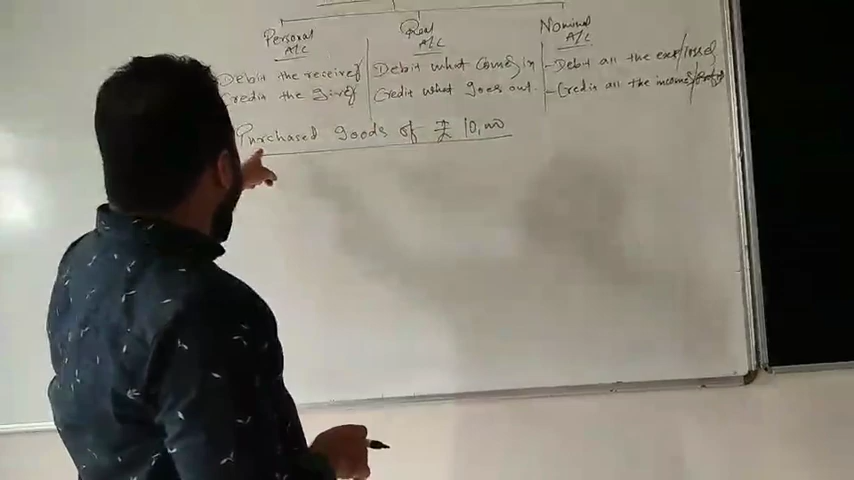 Personal A/c
Real A/c
Nominal A/c
Debit the receiver
Credit the giver
Debit what comes in
Credit what goes out.
- Debit all the exes/losses
- Credit all the incomes/profits
Purchased goods of ₹ 10,000